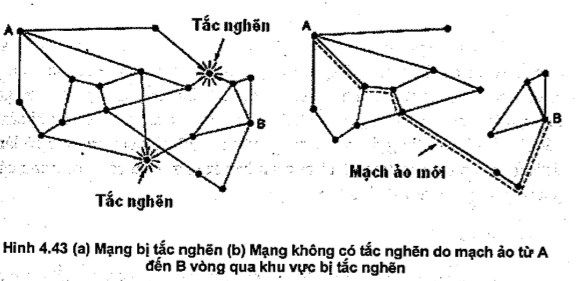 Tắc nghẽn
A
A
B
B
Mạch ảo mới
Tắc nghẽn
Hình 4.43 (a) Mạng bị tắc nghẽn (b) Mạng không có tắc nghẽn do mạch ảo từ A
đến B vòng qua khu vực bị tắc nghẽn